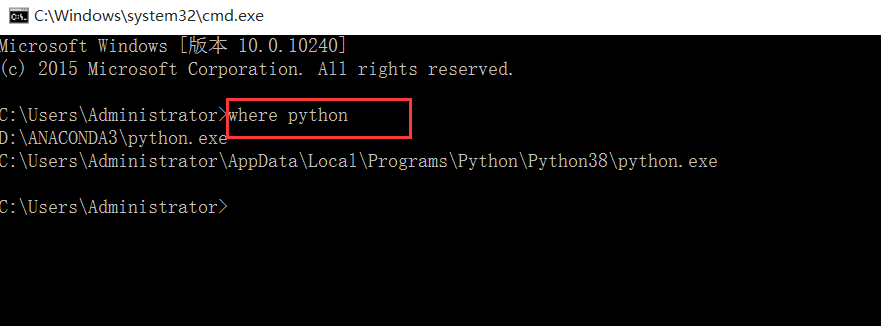 C:\Windows\system32\cmd.exe
Microsoft Windows [版本 10.0.10240]
(c) 2015 Microsoft Corporation. All rights reserved.
C:\Users\Administrator>where python
D:\ANACONDA3\python.exe
C:\Users\Administrator\AppData\Local\Programs\Python\Python38\python.exe
C:\Users\Administrator>